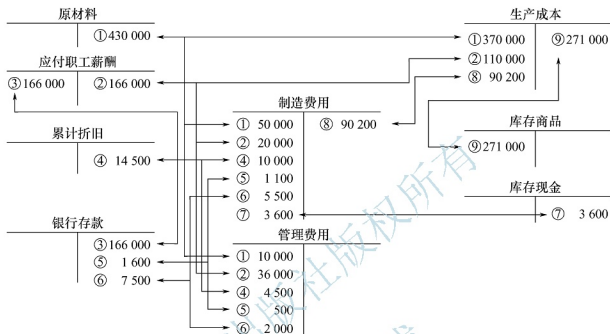 原材料
①430 000
应付职工薪酬
③166 000 ②166 000
累计折旧
④ 14 500
银行存款
③166 000
⑤ 1 600
⑥ 7 500
制造费用
① 50 000 ⑧ 90 200
② 20 000
④ 10 000
⑤ 1 100
⑥ 5 500
⑦ 3 600
管理费用
① 10 000
② 36 000
④ 4 500
⑤ 500
⑥ 2 000
生产成本
①370 000 ⑨271 000
②110 000
⑧ 90 200
库存商品
⑨271 000
库存现金
⑦ 3 600
社版权所有